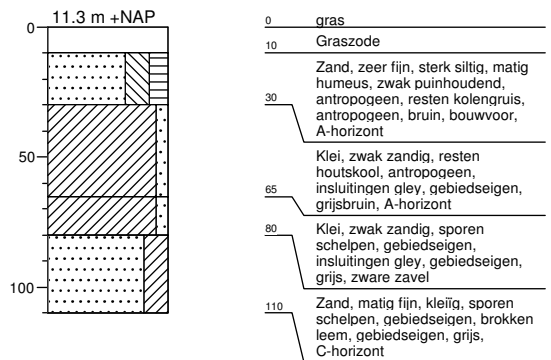 11.3 m +NAP
0
50
100
0
gras
10
Graszode
Zand, zeer fijn, sterk siltig, matig
humeus, zwak puinhoudend,
antropogeen, resten kolengruis,
antropogeen, bruin, bouwvoor,
A-horizont
30
Klei, zwak zandig, resten
houtskool, antropogeen,
insluitingen gley, gebiedseigen,
grijsbruin, A-horizont
65
Klei, zwak zandig, sporen
schelpen, gebiedseigen,
insluitingen gley, gebiedseigen,
grijs, zware zavel
80
Zand, matig fijn, kleiïg, sporen
schelpen, gebiedseigen, brokken
leem, gebiedseigen, grijs,
C-horizont
110